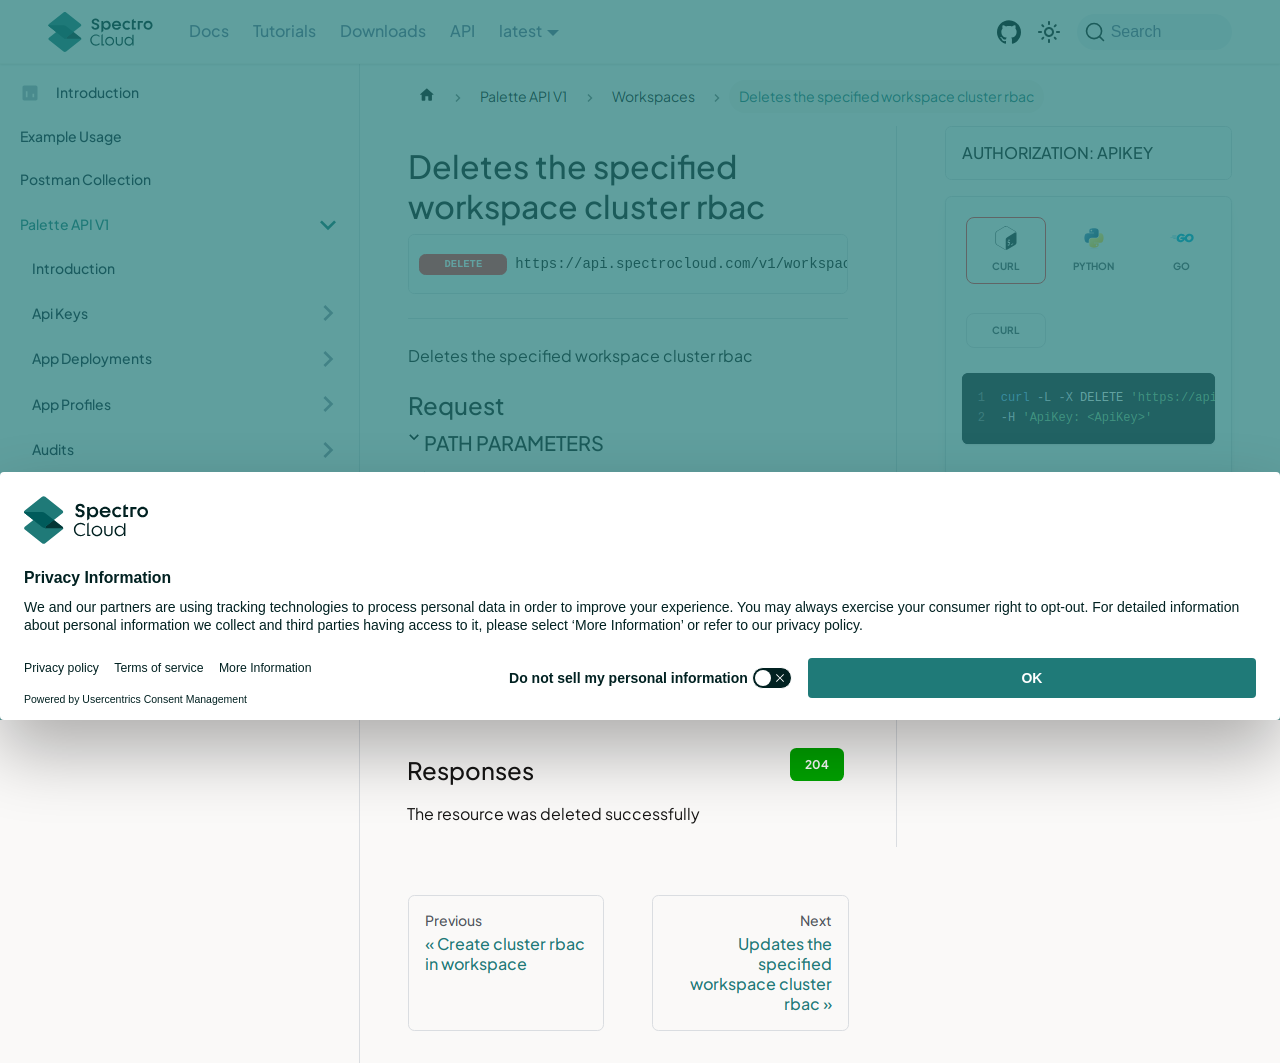 Spectro
Cloud
Docs
Tutorials
Downloads
API
latest
Search
Introduction
Example Usage
Postman Collection
Palette API V1
Introduction
Api Keys
App Deployments
App Profiles
Audits
Palette API V1
Workspaces
Deletes the specified workspace cluster rbac
Deletes the specified
workspace cluster rbac
DELETE https://api.spectrocloud.com/v1/workspac
Deletes the specified workspace cluster rbac
Request
PATH PARAMETERS
AUTHORIZATION: APIKEY
CURL
PYTHON
GO
CURL
1 curl -L -X DELETE 'https://api
2 -H 'ApiKey: <ApiKey>'
Spectro
Cloud
Privacy Information
We and our partners are using tracking technologies to process personal data in order to improve your experience. You may always exercise your consumer right to opt-out. For detailed information
about personal information we collect and third parties having access to it, please select ‘More Information’ or refer to our privacy policy.
Privacy policy
Terms of service
More Information
Powered by Usercentrics Consent Management
Do not sell my personal information
OK
Responses
204
The resource was deleted successfully
Previous
« Create cluster rbac
in workspace
Next
Updates the
specified
workspace cluster
rbac »